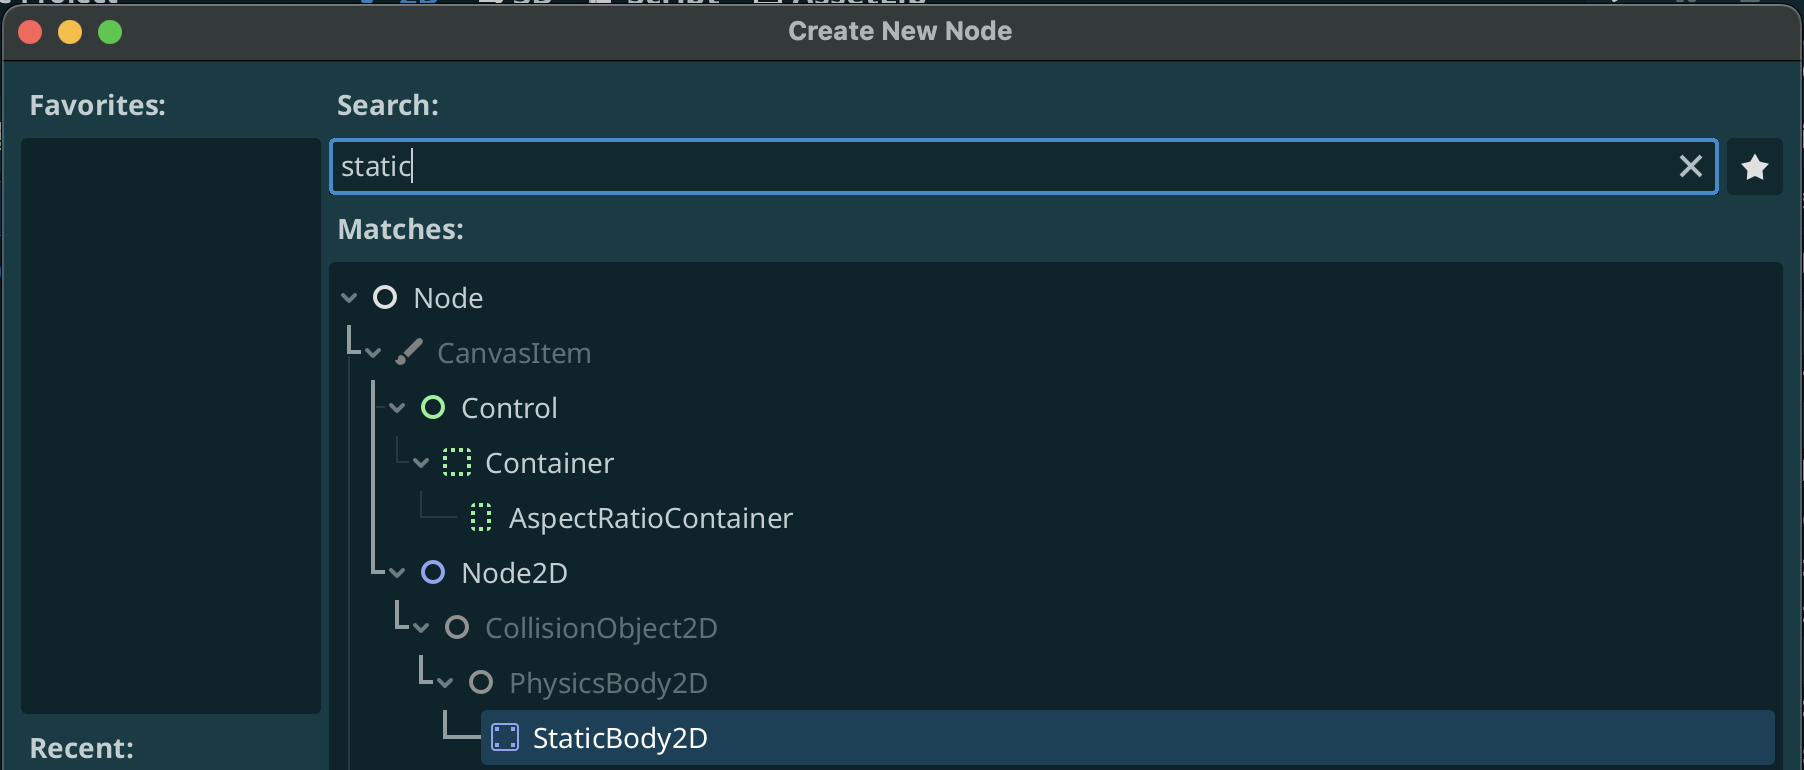 Create New Node
Favorites:
Search:
static
Matches:
Node
CanvasItem
Control
Container
AspectRatioContainer
Node2D
CollisionObject2D
PhysicsBody2D
StaticBody2D
Recent: